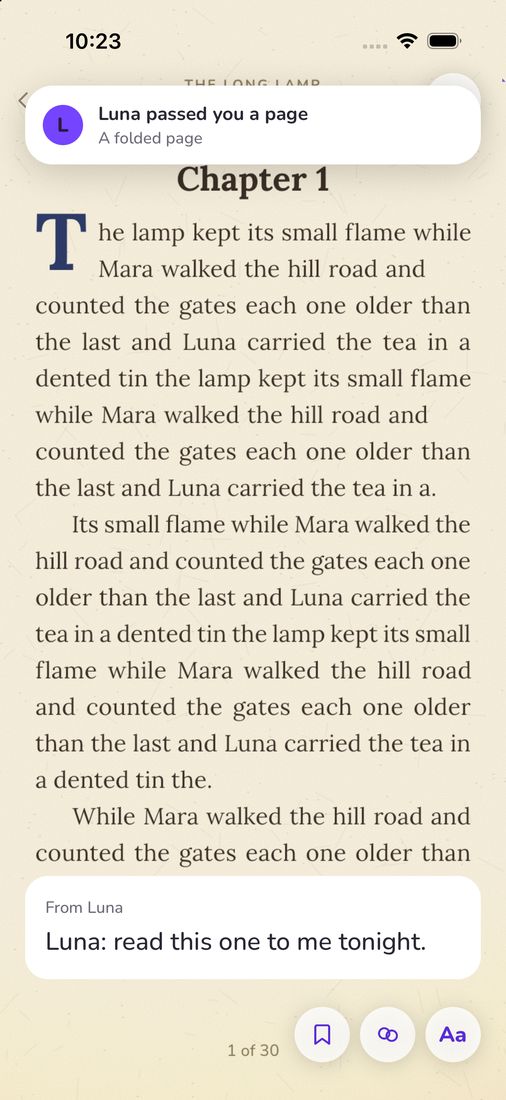 10:23
THE LONG LAMP
L
Luna passed you a page
A folded page
Chapter 1
The lamp kept its small flame while
Mara walked the hill road and
counted the gates each one older than
the last and Luna carried the tea in a
dented tin the lamp kept its small flame
while Mara walked the hill road and
counted the gates each one older than
the last and Luna carried the tea in a.
Its small flame while Mara walked the
hill road and counted the gates each one
older than the last and Luna carried the
tea in a dented tin the lamp kept its small
flame while Mara walked the hill road
and counted the gates each one older
than the last and Luna carried the tea in
a dented tin the.
While Mara walked the hill road and
counted the gates each one older than
From Luna
Luna: read this one to me tonight.
1 of 30
Aa